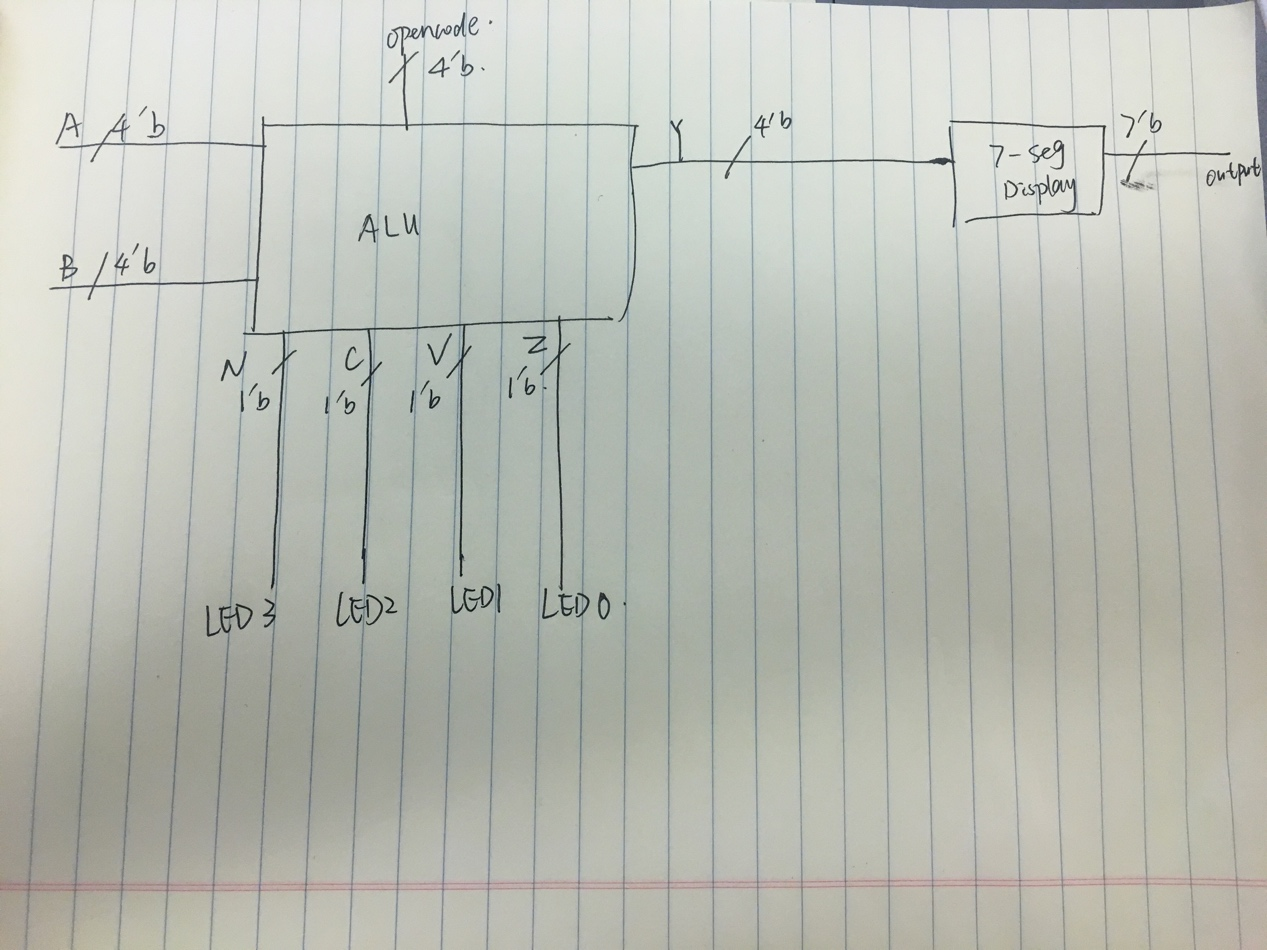 opencode.
4'b.
A 4'b
Y 4'b
7'b
7-seg
Display
output
ALU
B 4'b
N C V Z
1'b 1'b 1'b 1'b.
LED3 LED2 LED1 LED0.